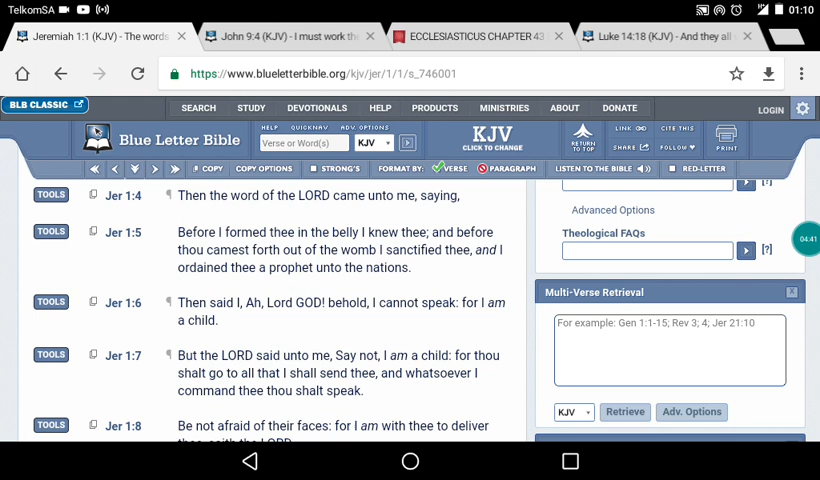 TelkomSA
01:10
Jeremiah 1:1 (KJV) - The words
John 9:4 (KJV) - I must work the
ECCLESIASTICUS CHAPTER 43
Luke 14:18 (KJV) - And they all
https://www.blueletterbible.org/kjv/jer/1/1/s_746001
BLB CLASSIC
SEARCH STUDY DEVOTIONALS HELP PRODUCTS MINISTRIES ABOUT DONATE
LOGIN
Blue Letter Bible
HELP QUICKNAV ADV. OPTIONS
Verse or Word(s)
KJV
KJV
CLICK TO CHANGE
RETURN
TO TOP
LINK
CITE THIS
SHARE
FOLLOW
PRINT
COPY COPY OPTIONS STRONG'S FORMAT BY: VERSE PARAGRAPH LISTEN TO THE BIBLE RED-LETTER
TOOLS Jer 1:4 ¶ Then the word of the LORD came unto me, saying,
TOOLS Jer 1:5 Before I formed thee in the belly I knew thee; and before
thou camest forth out of the womb I sanctified thee, and I
ordained thee a prophet unto the nations.
TOOLS Jer 1:6 ¶ Then said I, Ah, Lord GOD! behold, I cannot speak: for I am
a child.
TOOLS Jer 1:7 ¶ But the LORD said unto me, Say not, I am a child: for thou
shalt go to all that I shall send thee, and whatsoever I
command thee thou shalt speak.
TOOLS Jer 1:8 Be not afraid of their faces: for I am with thee to deliver
thee, saith the LORD.
[?]
Advanced Options
Theological FAQs
[?]
Multi-Verse Retrieval
X
For example: Gen 1:1-15; Rev 3; 4; Jer 21:10
KJV
Retrieve
Adv. Options
04:41